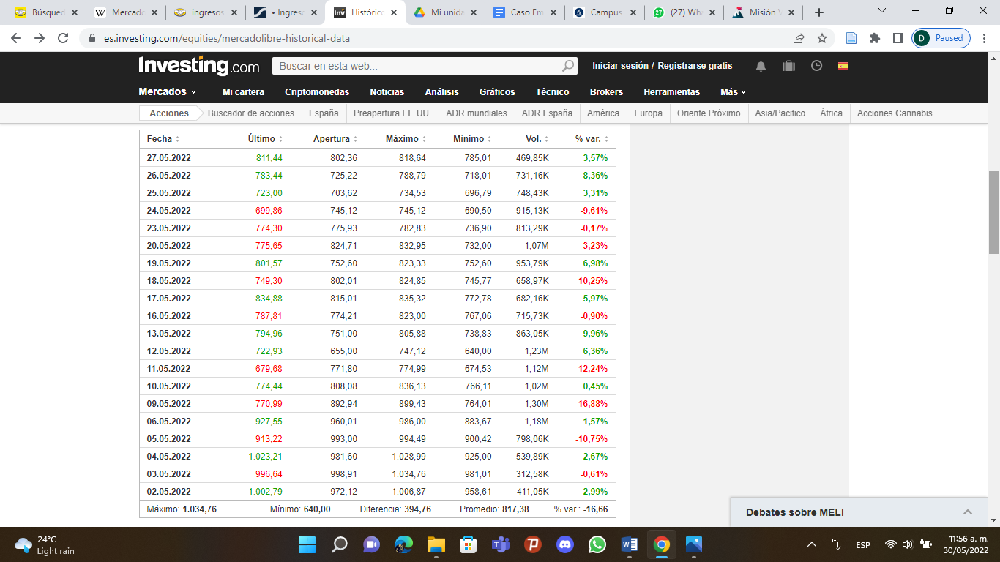 Búsqued
Mercado
ingresos
• Ingreso
Histórico
Mi unida
Caso Em
Campus
(27) Wh
Misión V
es.investing.com/equities/mercadolibre-historical-data
D Paused
Investing.com
Buscar en esta web...
Iniciar sesión / Registrarse gratis
Mercados Mi cartera Criptomonedas Noticias Análisis Gráficos Técnico Brokers Herramientas Más
Acciones Buscador de acciones España Preapertura EE.UU. ADR mundiales ADR España América Europa Oriente Próximo Asia/Pacifico África Acciones Cannabis
Fecha Último Apertura Máximo Mínimo Vol. % var.
27.05.2022 811,44 802,36 818,64 785,01 469,85K 3,57%
26.05.2022 783,44 725,22 788,79 718,01 731,16K 8,36%
25.05.2022 723,00 703,62 734,53 696,79 748,43K 3,31%
24.05.2022 699,86 745,12 745,12 690,50 915,13K -9,61%
23.05.2022 774,30 775,93 782,83 736,90 813,29K -0,17%
20.05.2022 775,65 824,71 832,95 732,00 1,07M -3,23%
19.05.2022 801,57 752,60 823,33 752,60 953,79K 6,98%
18.05.2022 749,30 802,01 824,85 745,77 658,97K -10,25%
17.05.2022 834,88 815,01 835,32 772,78 682,16K 5,97%
16.05.2022 787,81 774,21 823,00 767,06 715,73K -0,90%
13.05.2022 794,96 751,00 805,88 738,83 863,05K 9,96%
12.05.2022 722,93 655,00 747,12 640,00 1,23M 6,36%
11.05.2022 679,68 771,80 774,99 674,53 1,12M -12,24%
10.05.2022 774,44 808,08 836,13 766,11 1,02M 0,45%
09.05.2022 770,99 892,94 899,43 764,01 1,30M -16,88%
06.05.2022 927,55 960,01 986,00 883,67 1,18M 1,57%
05.05.2022 913,22 993,00 994,49 900,42 798,06K -10,75%
04.05.2022 1.023,21 981,60 1.028,99 925,00 539,89K 2,67%
03.05.2022 996,64 998,91 1.034,76 981,01 312,58K -0,61%
02.05.2022 1.002,79 972,12 1.006,87 958,61 411,05K 2,99%
Máximo: 1.034,76 Mínimo: 640,00 Diferencia: 394,76 Promedio: 817,38 % var.: -16,66
Debates sobre MELI
24°C
Light rain
ESP
11:56 a. m.
30/05/2022